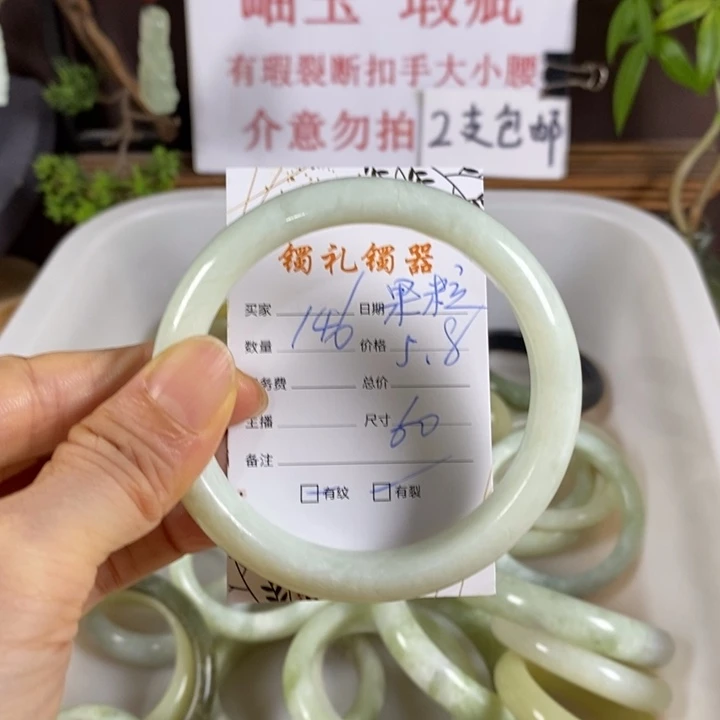 岫玉 瑕疵
有瑕裂断扣手大小腰
介意勿拍 2支包邮
镯礼镯器
买家 日期 果粒
数量 146 价格 5.8
务费 总价
主播 尺寸 60
备注
有纹 有裂